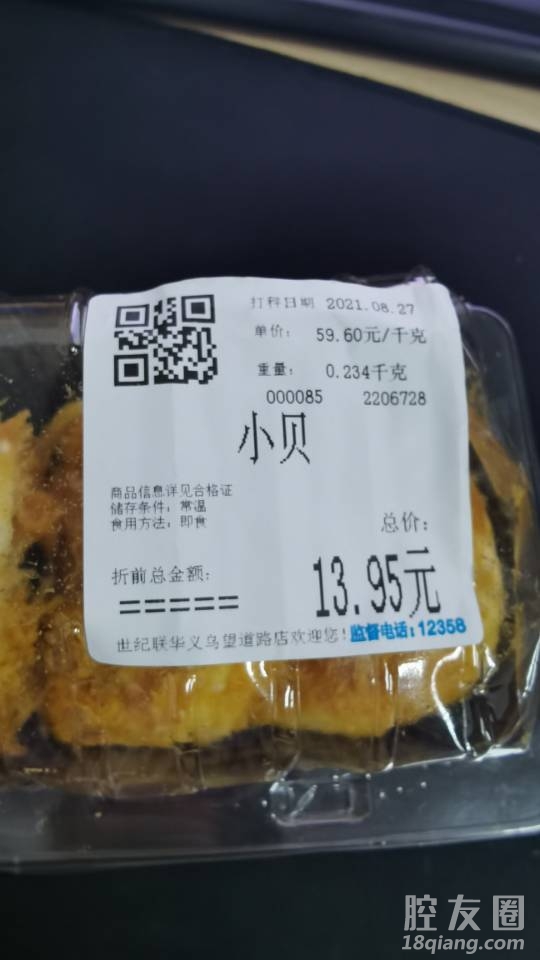 打秤日期 2021.08.27
单价: 59.60元/千克
重量: 0.234千克
000085 2206728
小贝
商品信息详见合格证
储存条件: 常温
食用方法: 即食
总价:
折前总金额: 13.95元
=====
世纪联华义乌望道路店欢迎您! 监督电话:12358
腔友圈
18qiang.com